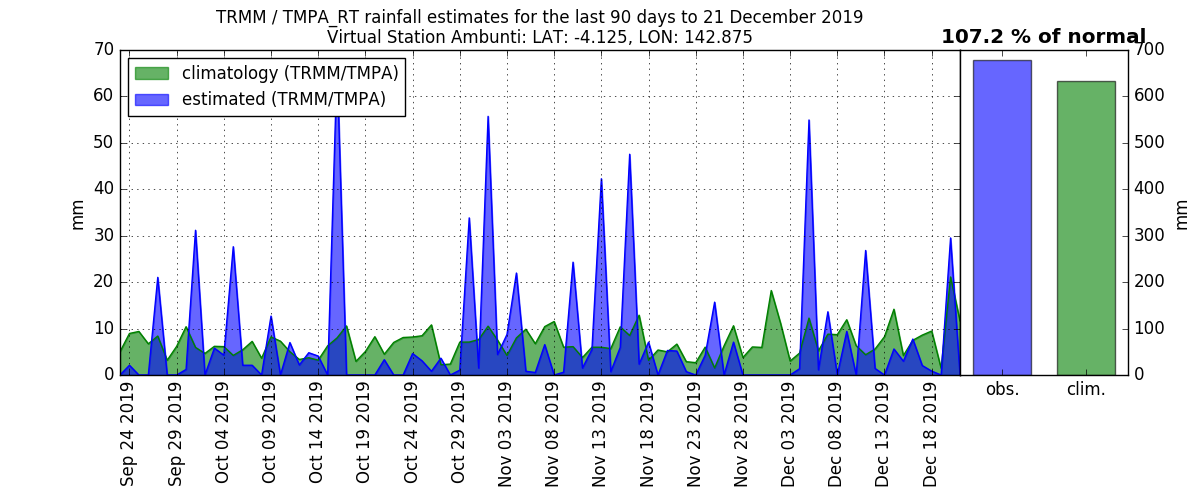 TRMM / TMPA_RT rainfall estimates for the last 90 days to 21 December 2019
Virtual Station Ambunti: LAT: -4.125, LON: 142.875
107.2 % of normal
climatology (TRMM/TMPA)
estimated (TRMM/TMPA)
70
60
50
40
30
20
10
0
mm
Sep 24 2019
Sep 29 2019
Oct 04 2019
Oct 09 2019
Oct 14 2019
Oct 19 2019
Oct 24 2019
Oct 29 2019
Nov 03 2019
Nov 08 2019
Nov 13 2019
Nov 18 2019
Nov 23 2019
Nov 28 2019
Dec 03 2019
Dec 08 2019
Dec 13 2019
Dec 18 2019
obs.
clim.
700
600
500
400
300
200
100
0
mm